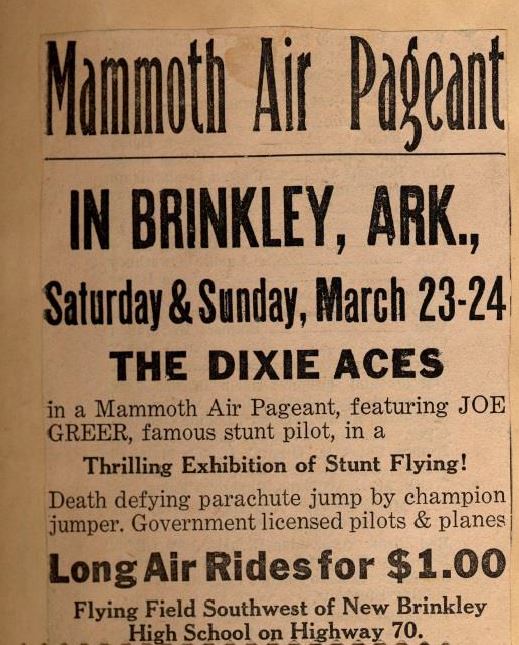 Mammoth Air Pageant
IN BRINKLEY, ARK.,
Saturday & Sunday, March 23-24
THE DIXIE ACES
in a Mammoth Air Pageant, featuring JOE
GREER, famous stunt pilot, in a
Thrilling Exhibition of Stunt Flying!
Death defying parachute jump by champion
jumper. Government licensed pilots & planes
Long Air Rides for $1.00
Flying Field Southwest of New Brinkley
High School on Highway 70.